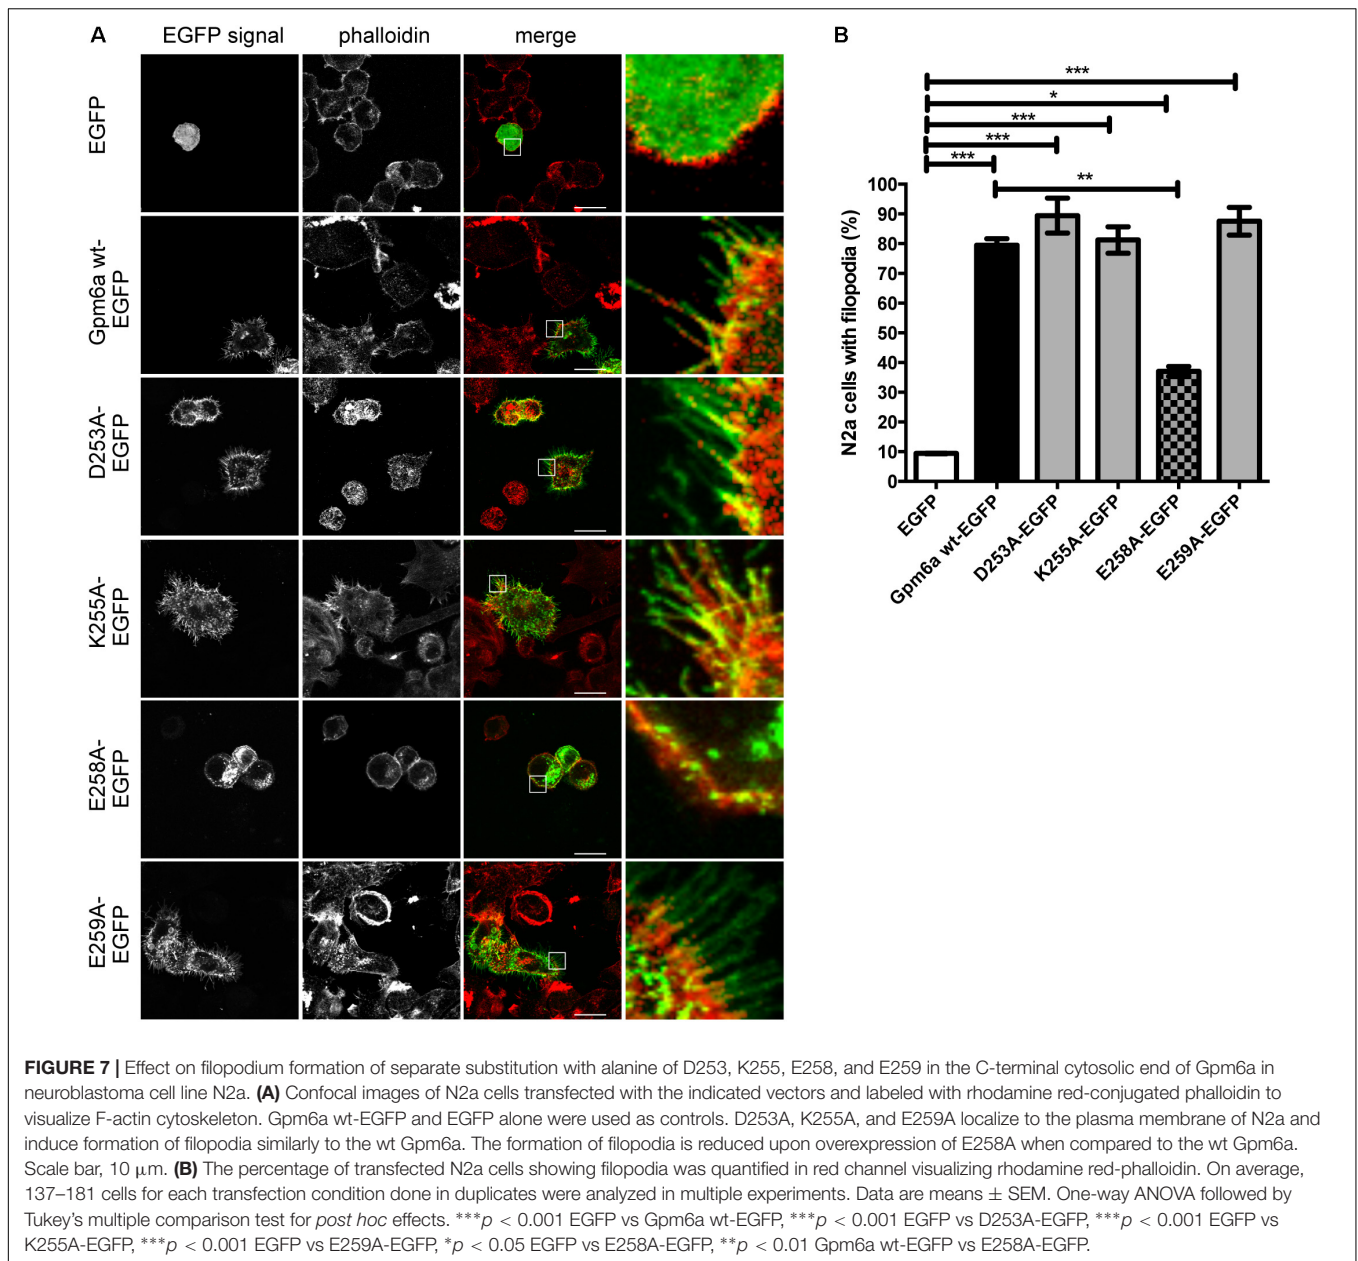 A
EGFP signal
phalloidin
merge
EGFP
Gpm6a wt-
EGFP
D253A-
EGFP
K255A-
EGFP
E258A-
EGFP
E259A-
EGFP
B
***
*
***
***
***
**
N2a cells with filopodia (%)
100
90
80
70
60
50
40
30
20
10
0
EGFP
Gpm6a wt-EGFP
D253A-EGFP
K255A-EGFP
E258A-EGFP
E259A-EGFP
FIGURE 7 | Effect on filopodium formation of separate substitution with alanine of D253, K255, E258, and E259 in the C-terminal cytosolic end of Gpm6a in
neuroblastoma cell line N2a. (A) Confocal images of N2a cells transfected with the indicated vectors and labeled with rhodamine red-conjugated phalloidin to
visualize F-actin cytoskeleton. Gpm6a wt-EGFP and EGFP alone were used as controls. D253A, K255A, and E259A localize to the plasma membrane of N2a and
induce formation of filopodia similarly to the wt Gpm6a. The formation of filopodia is reduced upon overexpression of E258A when compared to the wt Gpm6a.
Scale bar, 10 μm. (B) The percentage of transfected N2a cells showing filopodia was quantified in red channel visualizing rhodamine red-phalloidin. On average,
137–181 cells for each transfection condition done in duplicates were analyzed in multiple experiments. Data are means ± SEM. One-way ANOVA followed by
Tukey's multiple comparison test for post hoc effects. ***p < 0.001 EGFP vs Gpm6a wt-EGFP, ***p < 0.001 EGFP vs D253A-EGFP, ***p < 0.001 EGFP vs
K255A-EGFP, ***p < 0.001 EGFP vs E259A-EGFP, *p < 0.05 EGFP vs E258A-EGFP, **p < 0.01 Gpm6a wt-EGFP vs E258A-EGFP.